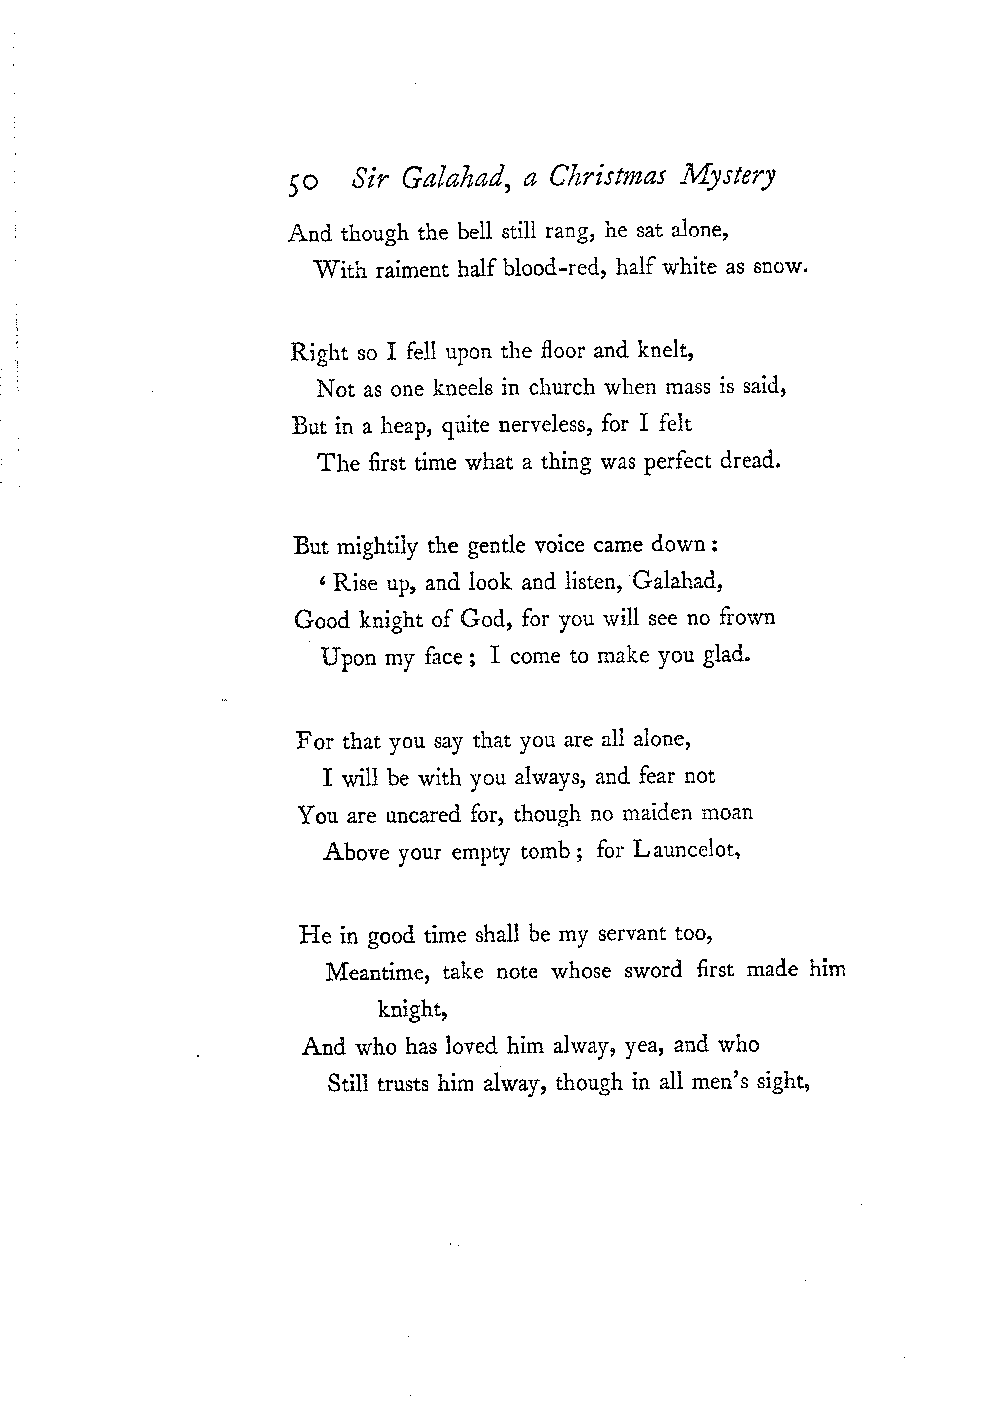 50 Sir Galahad, a Christmas Mystery
And though the bell still rang, he sat alone,
With raiment half blood-red, half white as snow.
Right so I fell upon the floor and knelt,
Not as one kneels in church when mass is said,
But in a heap, quite nerveless, for I felt
The first time what a thing was perfect dread.
But mightily the gentle voice came down :
‘ Rise up, and look and listen, Galahad,
Good knight of God, for you will see no frown
Upon my face ; I come to make you glad.
For that you say that you are all alone,
I will be with you always, and fear not
You are uncared for, though no maiden moan
Above your empty tomb ; for Launcelot,
He in good time shall be my servant too,
Meantime, take note whose sword first made him
knight,
And who has loved him alway, yea, and who
Still trusts him alway, though in all men's sight,